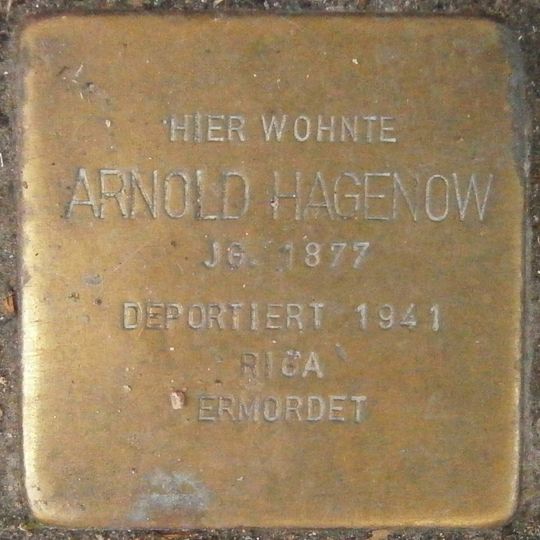 HIER WOHNTE
ARNOLD HAGENOW
JG. 1877
DEPORTIERT 1941
RIGA
ERMORDET